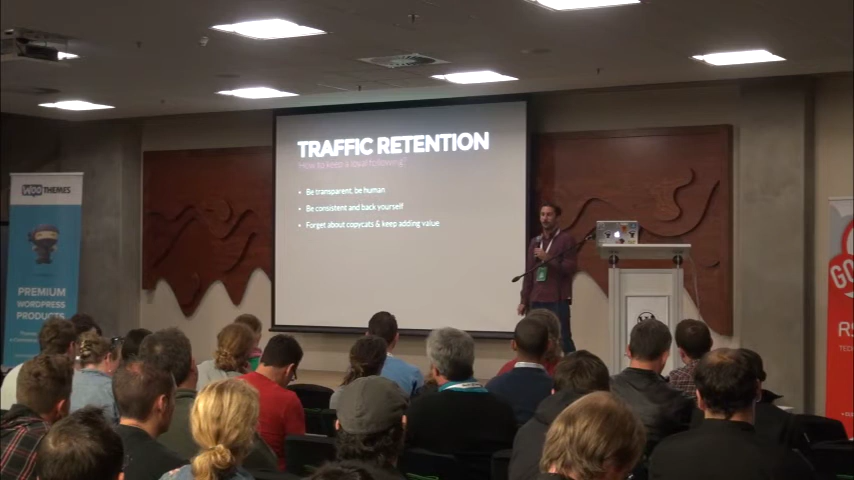 TRAFFIC RETENTION
How to keep a loyal following?
• Be transparent, be human
• Be consistent and back yourself
• Forget about copycats & keep adding value
WOOTHEMES
PREMIUM
WORDPRESS
PRODUCTS